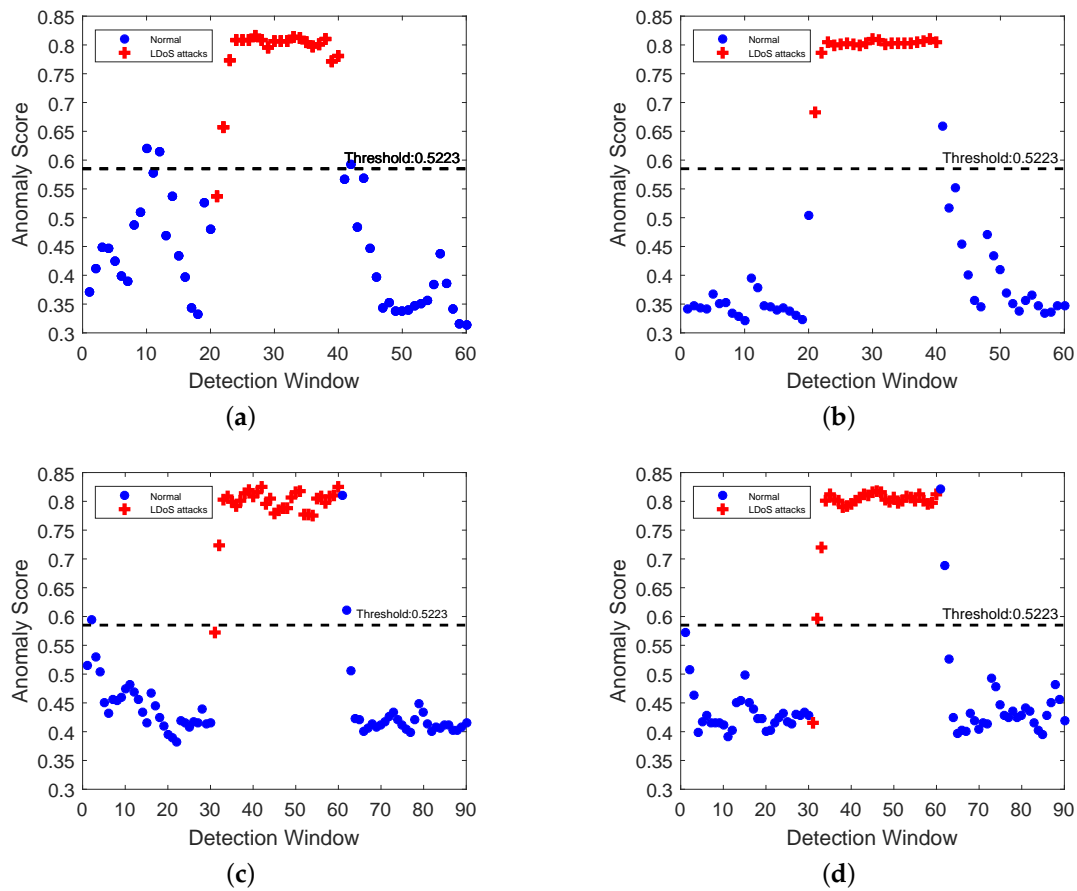 0.85
0.8
0.75
0.7
0.65
0.6
0.55
0.5
0.45
0.4
0.35
0.3
Anomaly Score
Normal
LDoS attacks
Threshold:0.5223
0 10 20 30 40 50 60
Detection Window
(a)
0.85
0.8
0.75
0.7
0.65
0.6
0.55
0.5
0.45
0.4
0.35
0.3
Anomaly Score
Normal
LDoS attacks
Threshold:0.5223
0 10 20 30 40 50 60
Detection Window
(b)
0.85
0.8
0.75
0.7
0.65
0.6
0.55
0.5
0.45
0.4
0.35
0.3
Anomaly Score
Normal
LDoS attacks
Threshold:0.5223
0 10 20 30 40 50 60 70 80 90
Detection Window
(c)
0.85
0.8
0.75
0.7
0.65
0.6
0.55
0.5
0.45
0.4
0.35
0.3
Anomaly Score
Normal
LDoS attacks
Threshold:0.5223
0 10 20 30 40 50 60 70 80 90
Detection Window
(d)